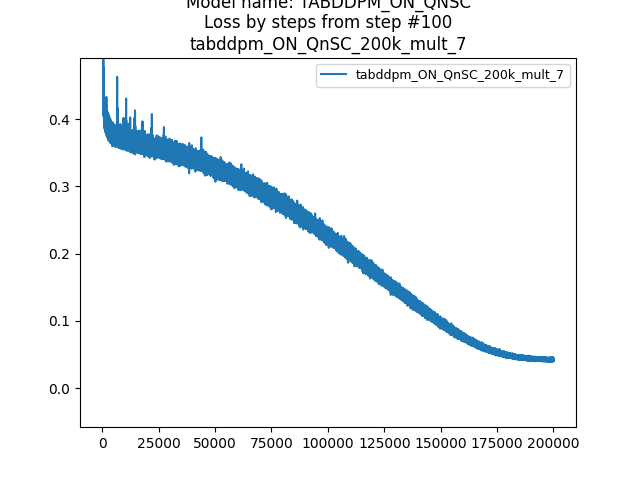 Model name: TABDDPM_ON_QNSC
Loss by steps from step #100
tabddpm_ON_QnSC_200k_mult_7
tabddpm_ON_QnSC_200k_mult_7
0.4
0.3
0.2
0.1
0.0
0 25000 50000 75000 100000 125000 150000 175000 200000